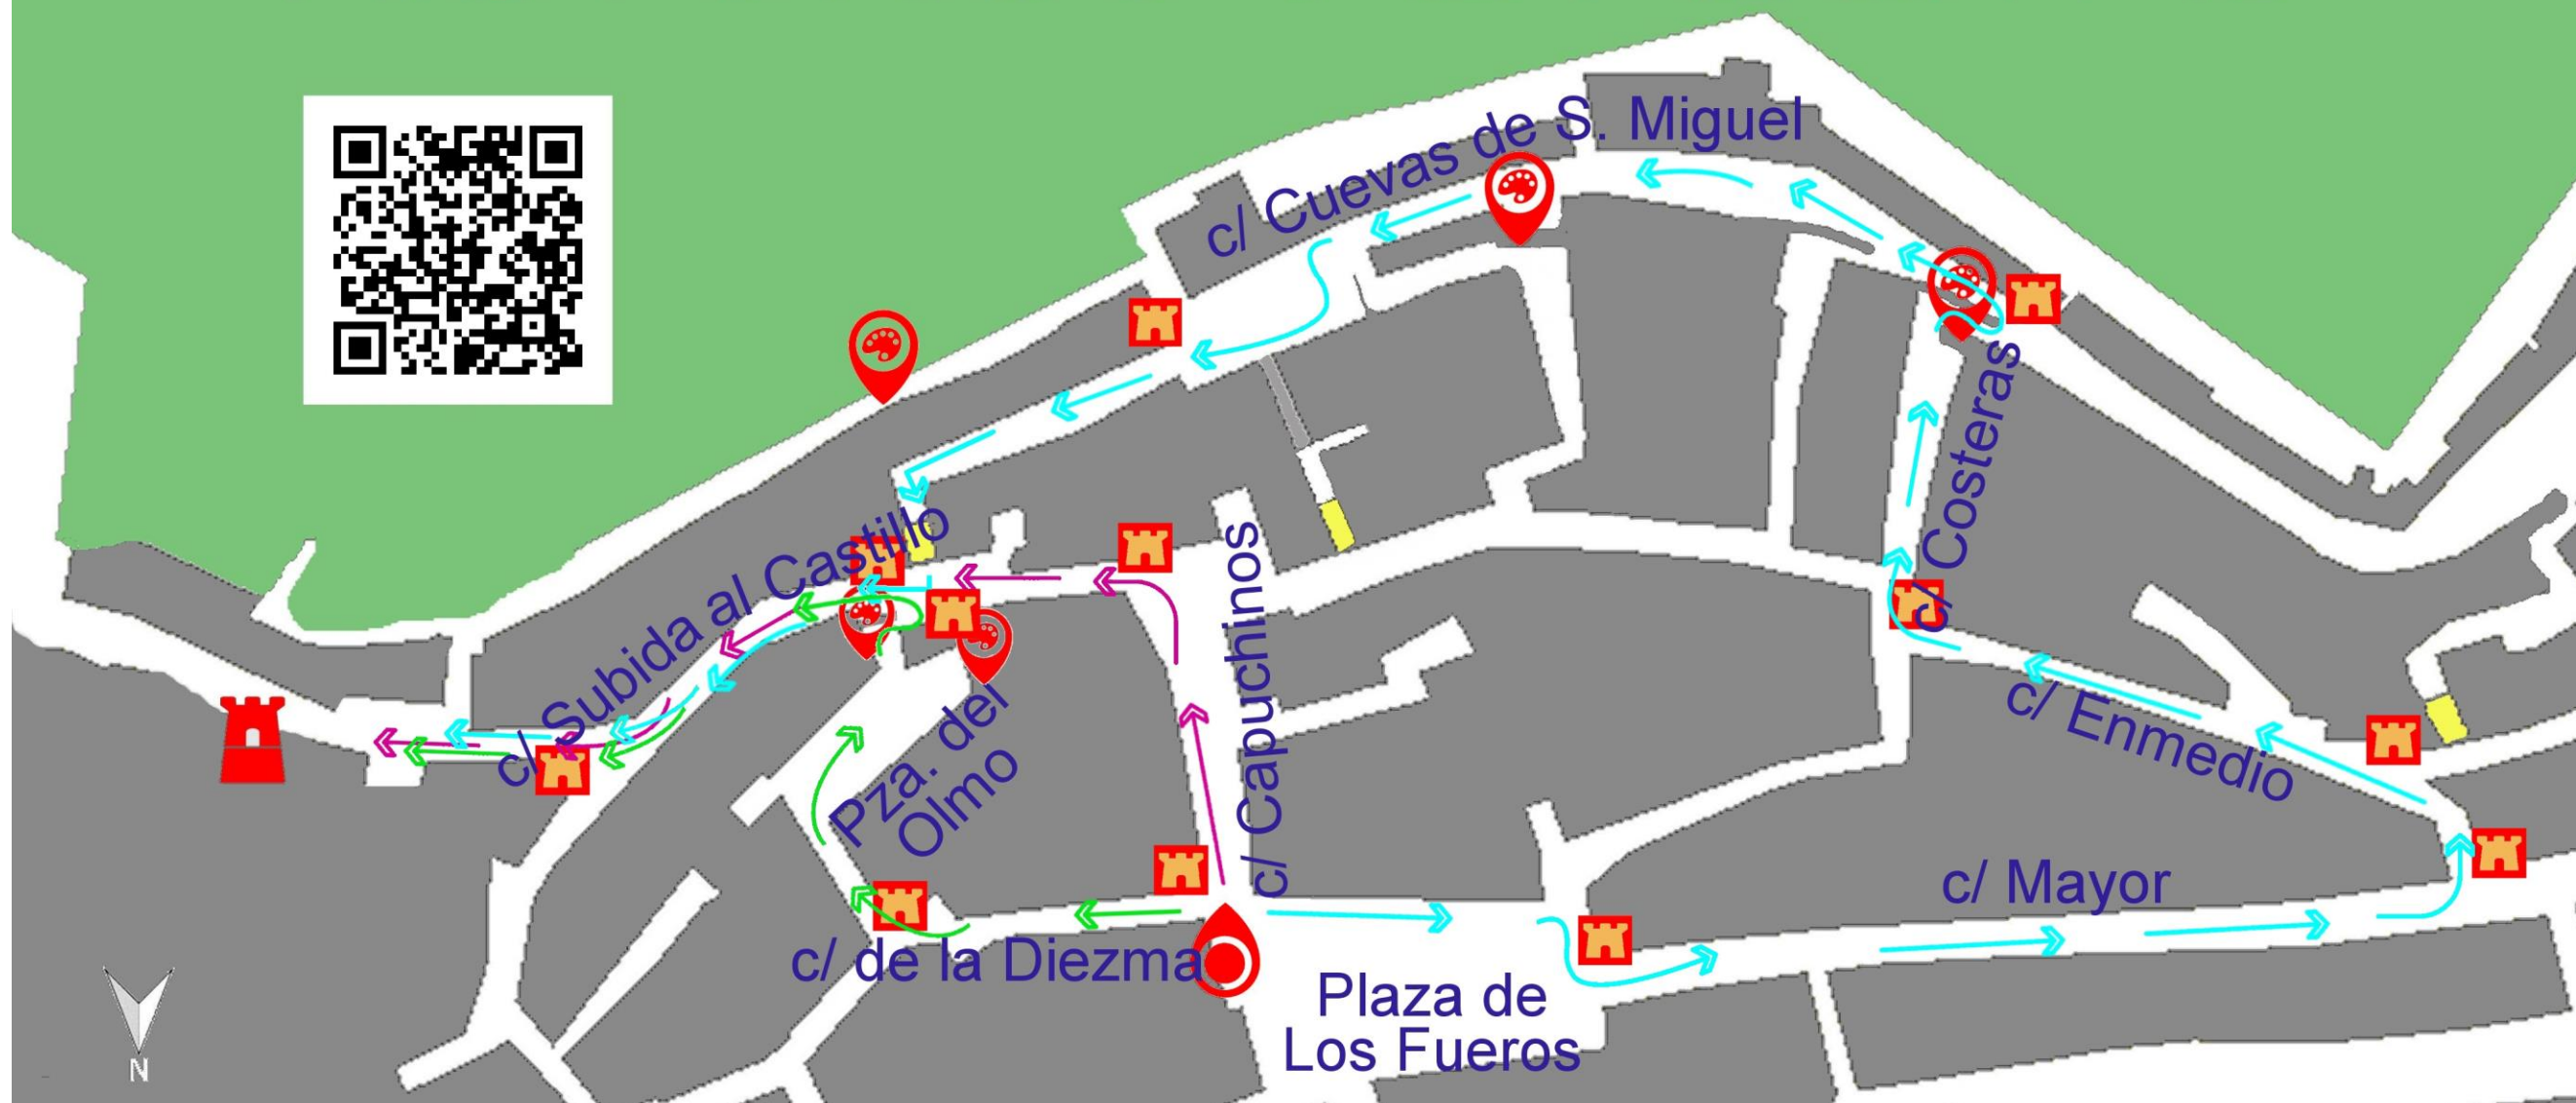 c/ Cuevas de S. Miguel
c/ Costeras
c/ Subida al Castillo
c/ Capuchinos
c/ Enmedio
Pza. del
Olmo
c/ Mayor
c/ de la Diezma
Plaza de
Los Fueros
N